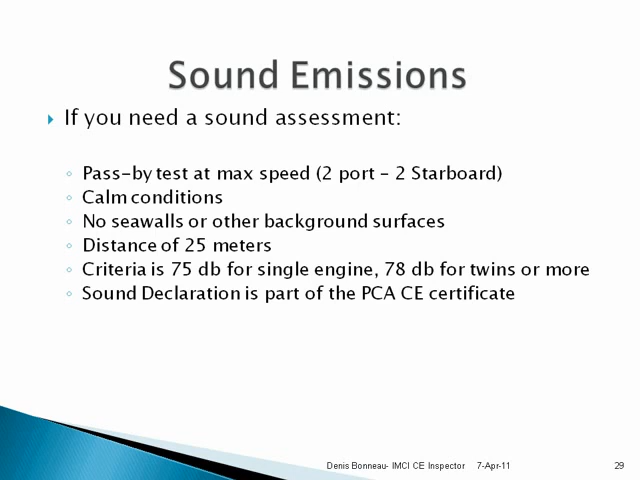 Sound Emissions
If you need a sound assessment:
Pass-by test at max speed (2 port – 2 Starboard)
Calm conditions
No seawalls or other background surfaces
Distance of 25 meters
Criteria is 75 db for single engine, 78 db for twins or more
Sound Declaration is part of the PCA CE certificate
Denis Bonneau- IMCI CE Inspector 7-Apr-11 29